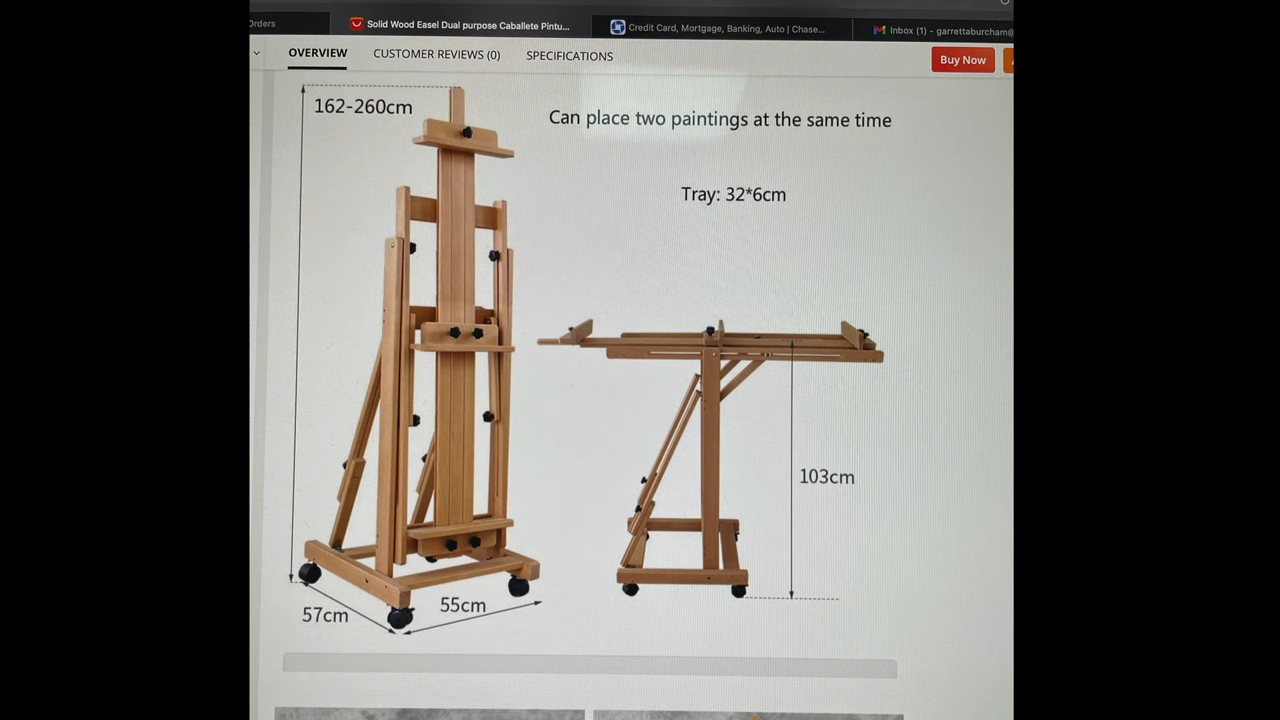 Orders
Solid Wood Easel Dual purpose Caballete Pintu...
Credit Card, Mortgage, Banking, Auto | Chase...
Inbox (1) - garrettaburcham@
OVERVIEW
CUSTOMER REVIEWS (0)
SPECIFICATIONS
Buy Now
162-260cm
Can place two paintings at the same time
Tray: 32*6cm
103cm
57cm
55cm